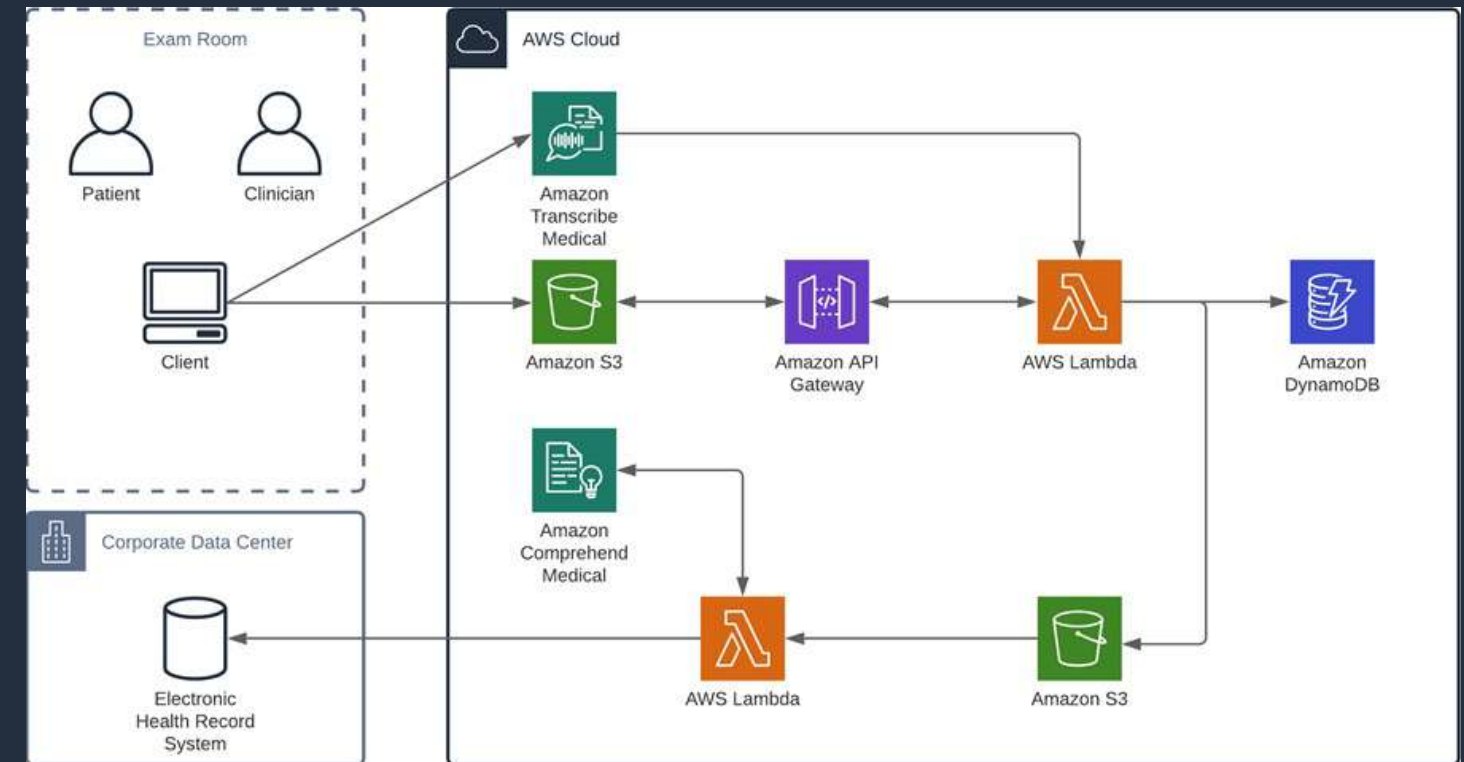 Exam Room
AWS Cloud
Patient
Clinician
Amazon
Transcribe
Medical
Client
Amazon S3
Amazon API
Gateway
AWS Lambda
Amazon
DynamoDB
Amazon
Comprehend
Medical
Corporate Data Center
Electronic
Health Record
System
AWS Lambda
Amazon S3